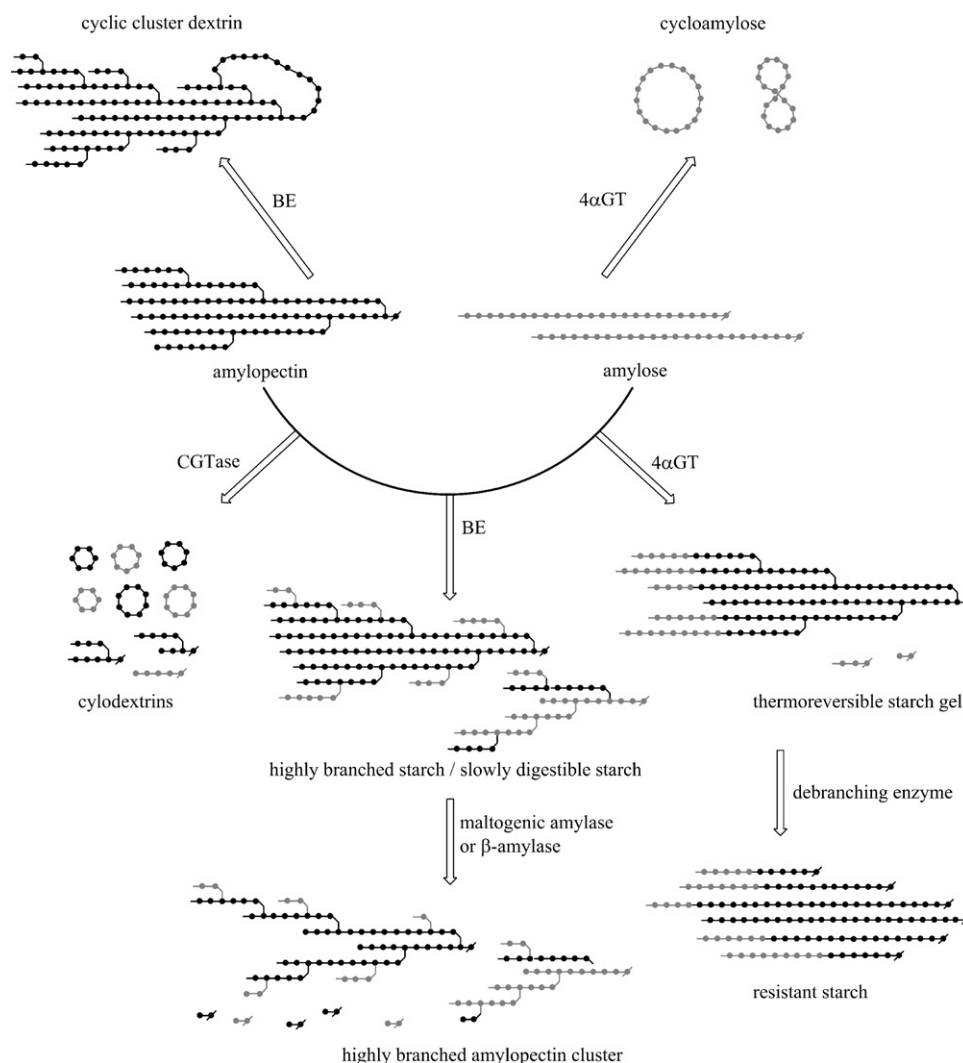 cyclic cluster dextrin
cycloamylose
BE
4αGT
amylopectin
amylose
CGTase
4αGT
BE
cylodextrins
thermoreversible starch gel
highly branched starch / slowly digestible starch
debranching enzyme
maltogenic amylase
or β-amylase
resistant starch
highly branched amylopectin cluster